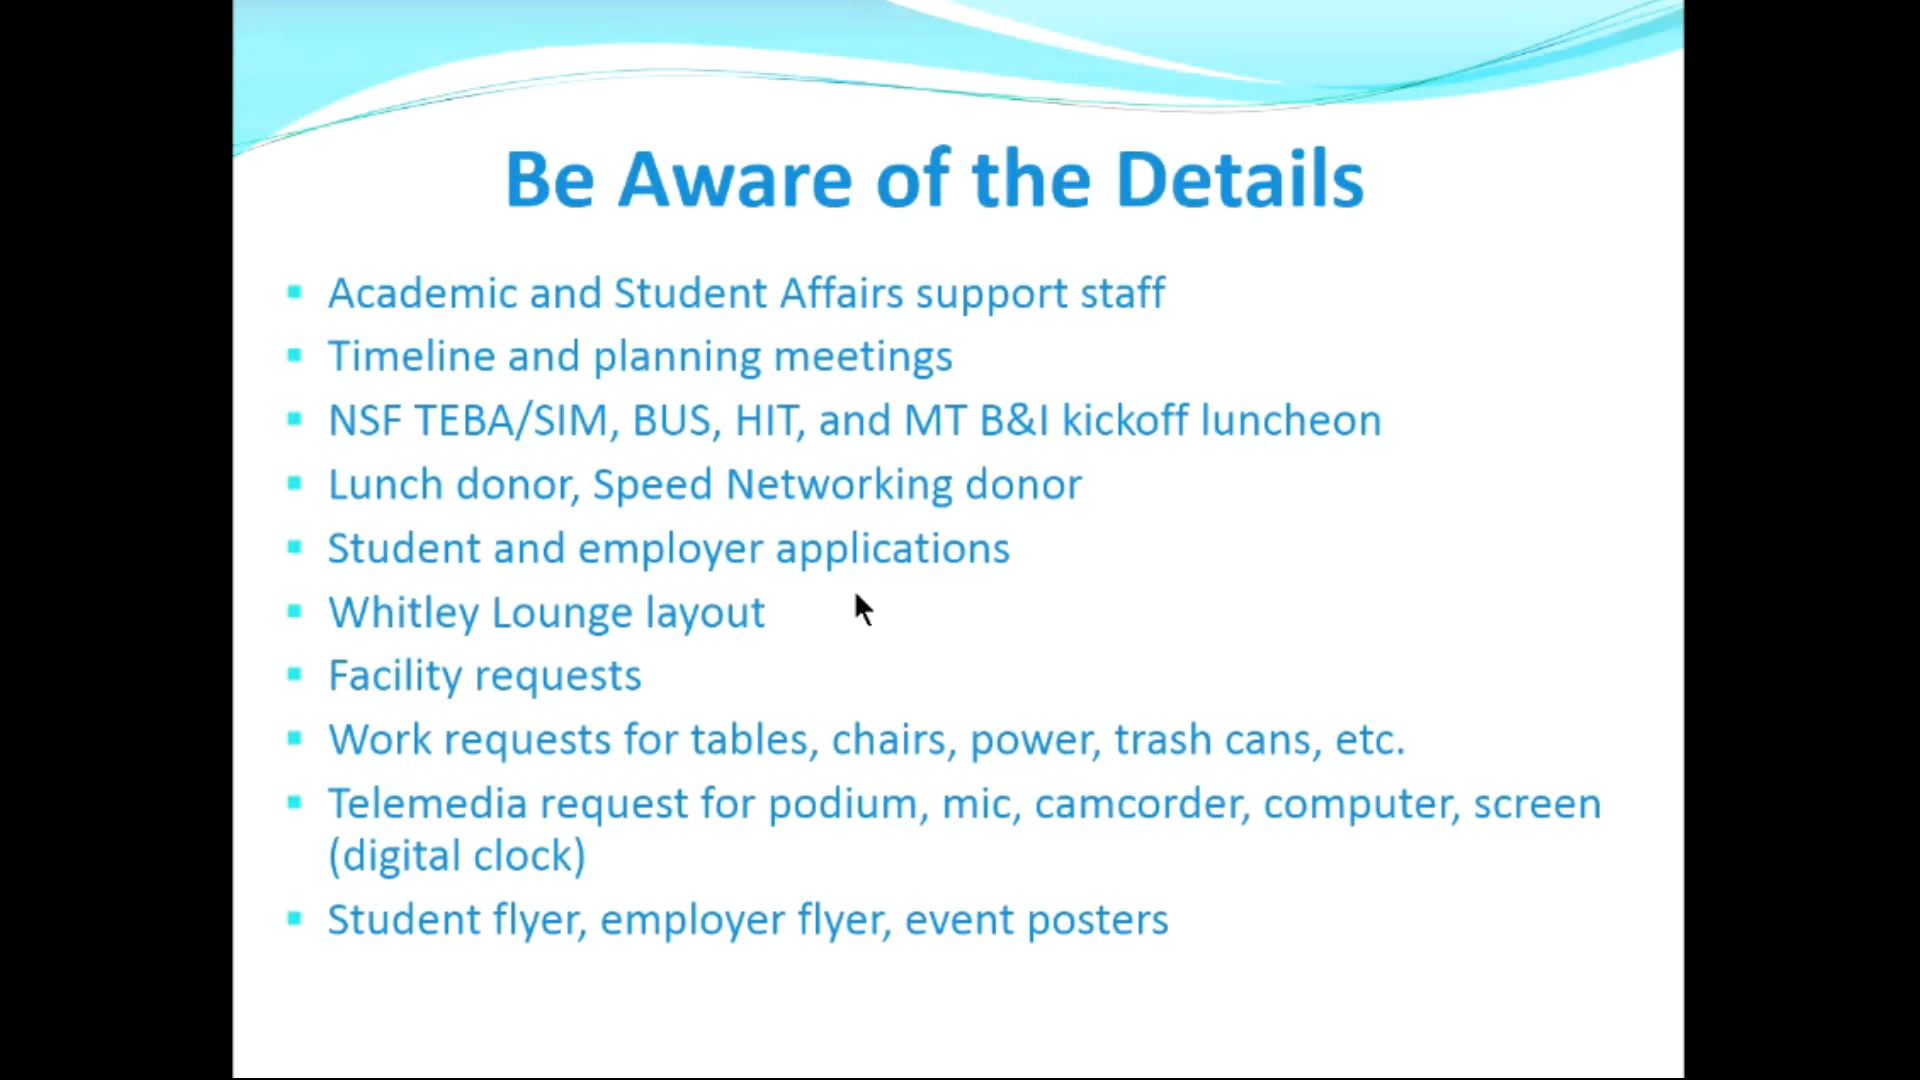 Be Aware of the Details
▪ Academic and Student Affairs support staff
▪ Timeline and planning meetings
▪ NSF TEBA/SIM, BUS, HIT, and MT B&I kickoff luncheon
▪ Lunch donor, Speed Networking donor
▪ Student and employer applications
▪ Whitley Lounge layout
▪ Facility requests
▪ Work requests for tables, chairs, power, trash cans, etc.
▪ Telemedia request for podium, mic, camcorder, computer, screen
(digital clock)
▪ Student flyer, employer flyer, event posters